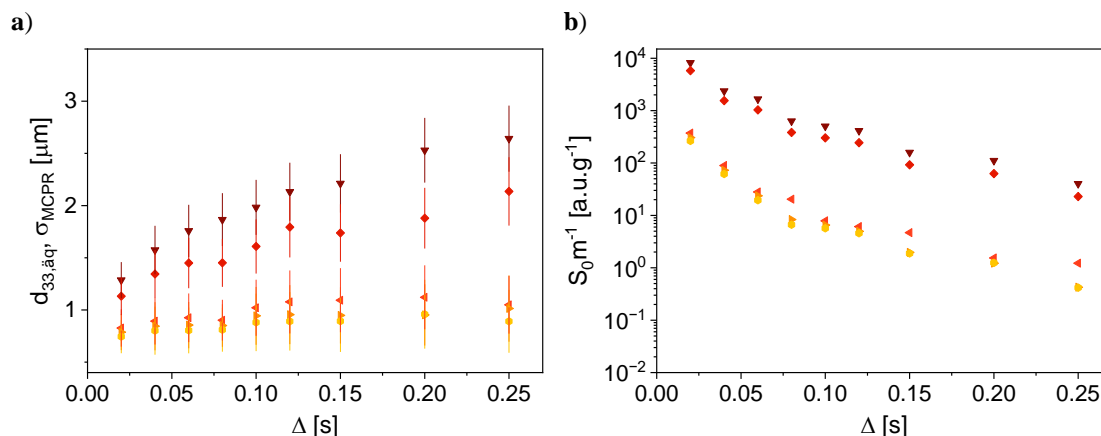 a)
3
2
1
0.00 0.05 0.10 0.15 0.20 0.25
Δ [s]
d33,äq, σMCPR [μm]
b)
10^4
10^3
10^2
10^1
10^0
10^-1
10^-2
0.00 0.05 0.10 0.15 0.20 0.25
Δ [s]
S0m^-1 [a.u.g^-1]